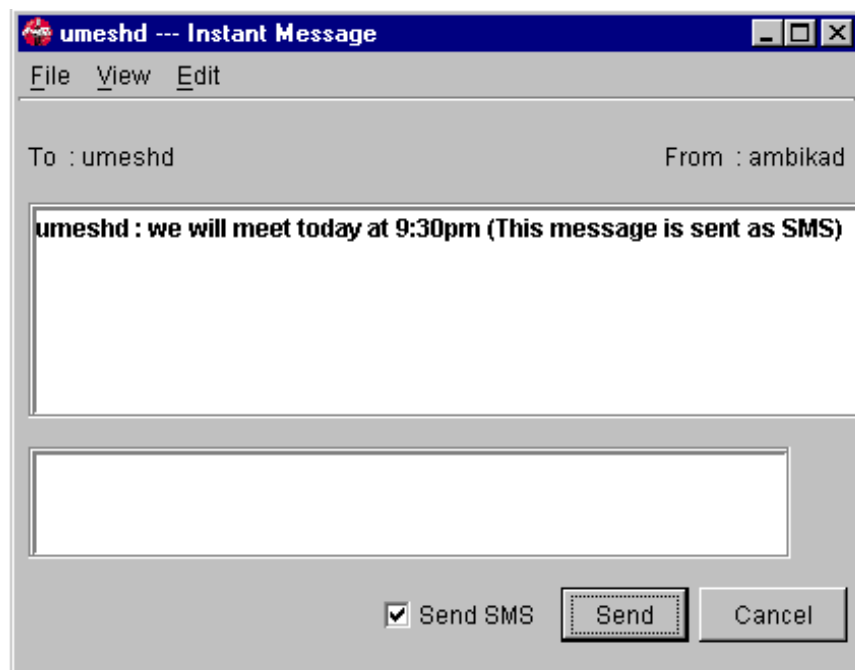 umeshd --- Instant Message
File View Edit
To : umeshd From : ambikad
umeshd : we will meet today at 9:30pm (This message is sent as SMS)
Send SMS Send Cancel